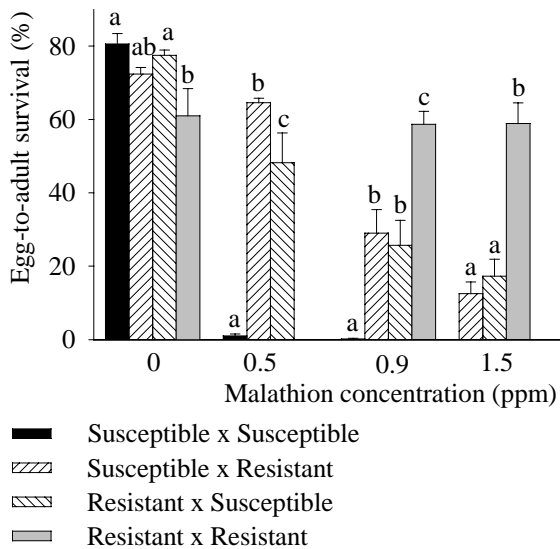 Egg-to-adult survival (%)
80
60
40
20
0
a
ab
a
b
a
b
c
a
b
b
c
a
a
b
0
0.5
0.9
1.5
Malathion concentration (ppm)
Susceptible x Susceptible
Susceptible x Resistant
Resistant x Susceptible
Resistant x Resistant